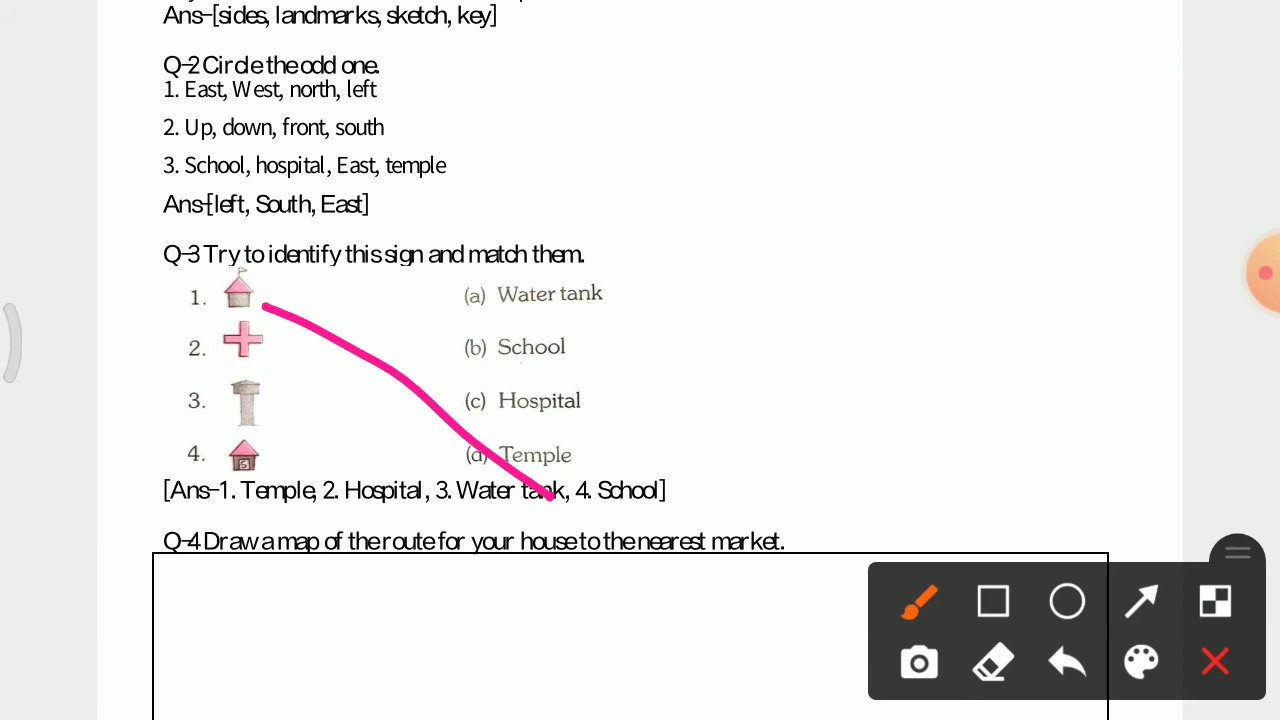 Ans-[sides, landmarks, sketch, key]
Q-2 Circle the odd one.
1. East, West, north, left
2. Up, down, front, south
3. School, hospital, East, temple
Ans-[left, South, East]
Q-3 Try to identify this sign and match them.
1. (a) Water tank
2. (b) School
3. (c) Hospital
4. S (d) Temple
[Ans-1. Temple, 2. Hospital, 3. Water tank, 4. School]
Q-4 Draw a map of the route for your house to the nearest market.